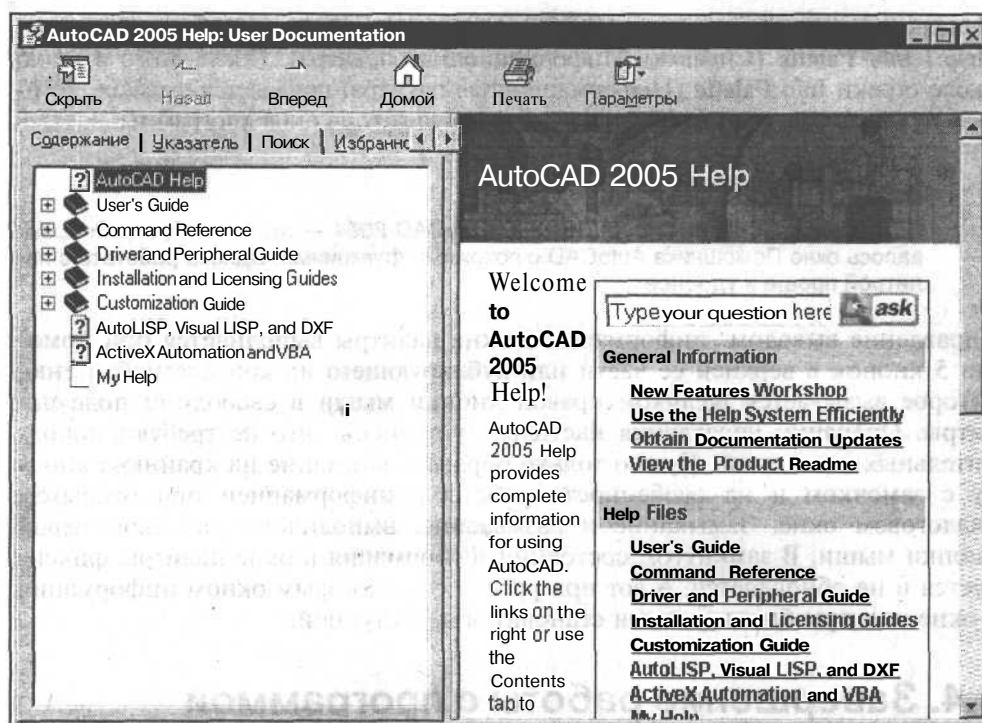 AutoCAD 2005 Help: User Documentation
Скрыть Назад Вперед Домой Печать Параметры
Содержание Указатель Поиск Избранно
AutoCAD Help
User's Guide
Command Reference
Driver and Peripheral Guide
Installation and Licensing Guides
Customization Guide
AutoLISP, Visual LISP, and DXF
ActiveX Automation and VBA
My Help
AutoCAD 2005 Help
Welcome
to
AutoCAD
2005
Help!
AutoCAD
2005 Help
provides
complete
information
for using
AutoCAD.
Click the
links on the
right or use
the
Contents
tab to
Type your question here ask
General Information
New Features Workshop
Use the Help System Efficiently
Obtain Documentation Updates
View the Product Readme
Help Files
User's Guide
Command Reference
Driver and Peripheral Guide
Installation and Licensing Guides
Customization Guide
AutoLISP, Visual LISP, and DXF
ActiveX Automation and VBA
My Help